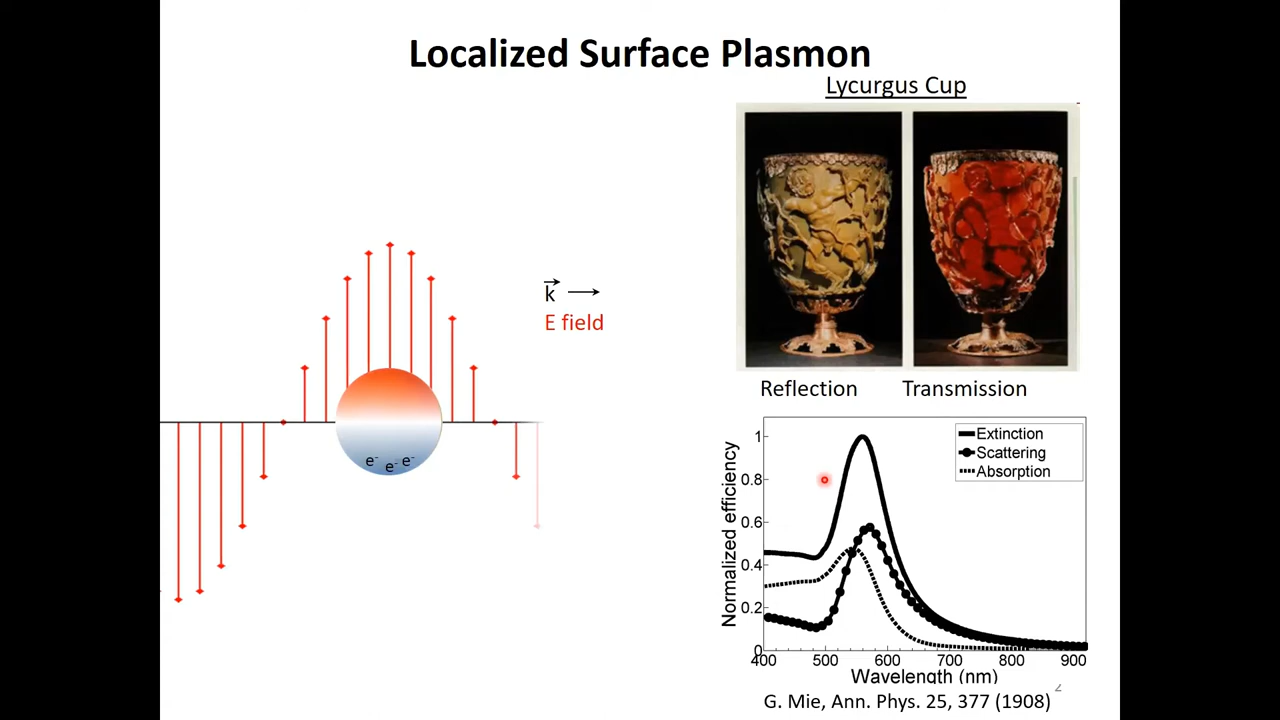 Localized Surface Plasmon
Lycurgus Cup
k
E field
Reflection Transmission
e- e- e-
Extinction
Scattering
Absorption
Normalized efficiency
1
0.8
0.6
0.4
0.2
0
400 500 600 700 800 900
Wavelength (nm)
2
G. Mie, Ann. Phys. 25, 377 (1908)